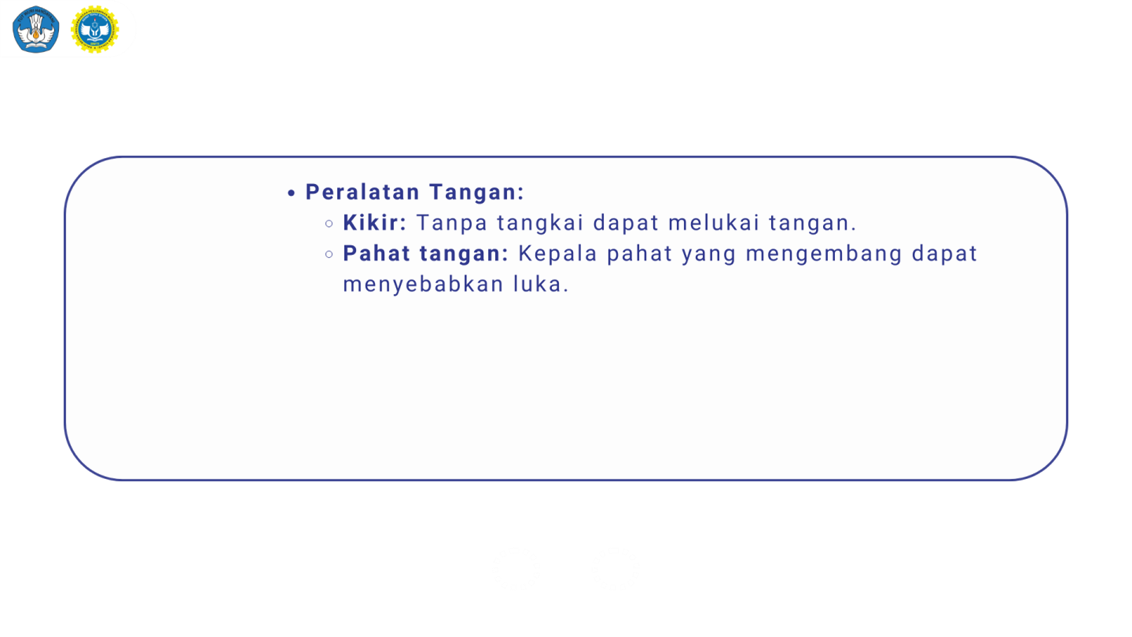 • Peralatan Tangan:
○ Kikir: Tanpa tangkai dapat melukai tangan.
○ Pahat tangan: Kepala pahat yang mengembang dapat
menyebabkan luka.